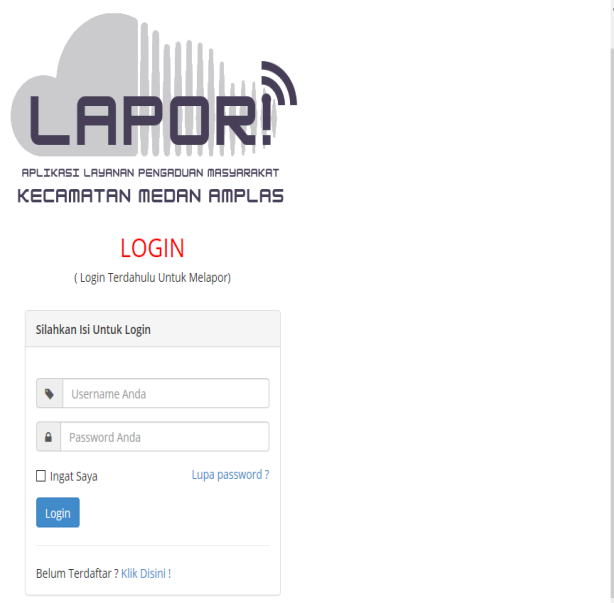 LAPOR!
APLIKASI LAYANAN PENGADUAN MASYARAKAT
KECAMATAN MEDAN AMPLAS
LOGIN
( Login Terdahulu Untuk Melapor)
Silahkan Isi Untuk Login
Username Anda
Password Anda
Ingat Saya Lupa password ?
Login
Belum Terdaftar ? Klik Disini !